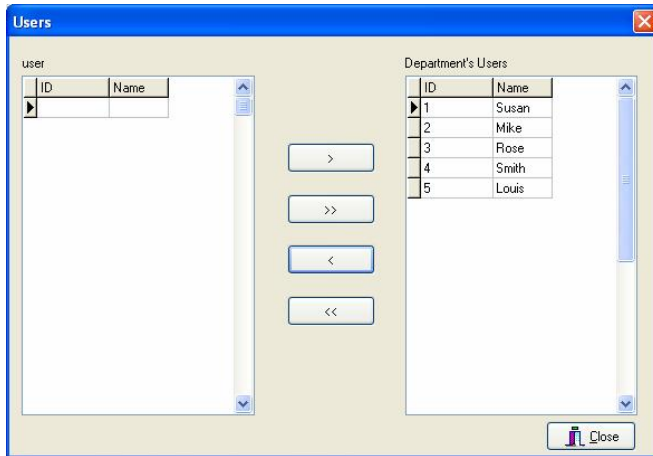 Users
user
ID Name
>
>>
<
<<
Department's Users
ID Name
1 Susan
2 Mike
3 Rose
4 Smith
5 Louis
Close